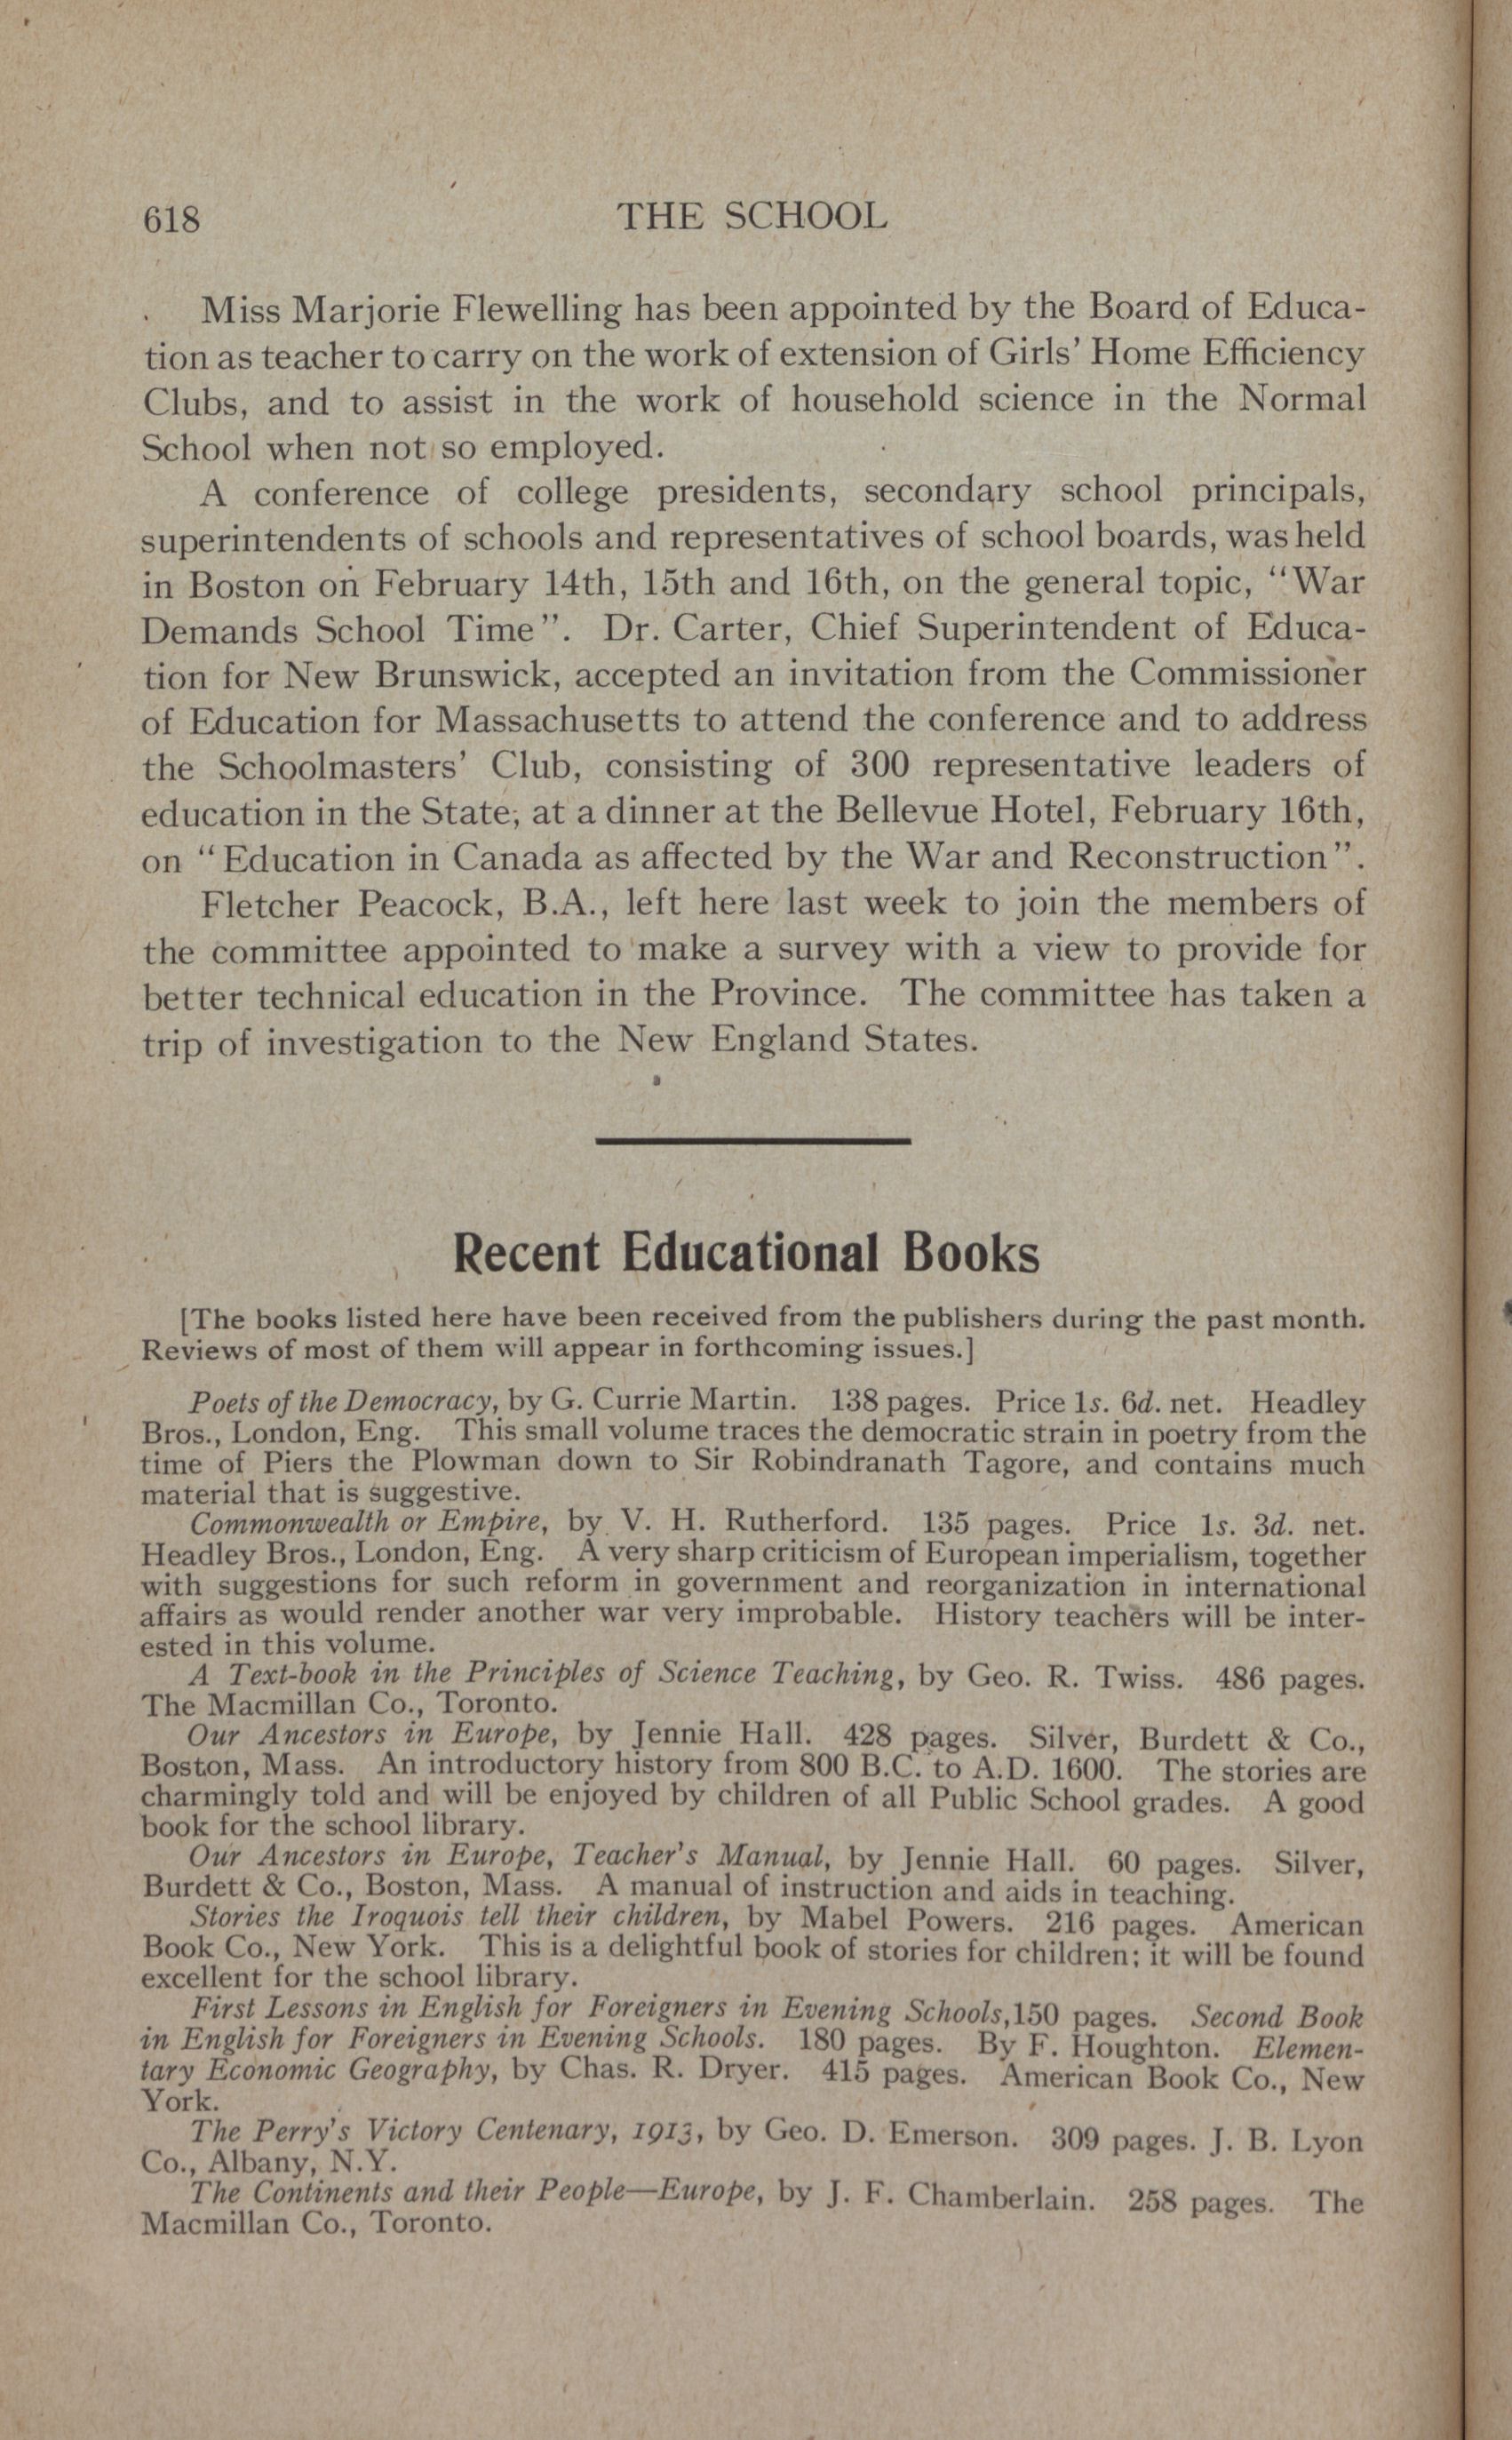 618 THE SCHOOL
Miss Marjorie Flewelling has been appointed by the Board of Educa-
tion as teacher to carry on the work of extension of Girls' Home Efficiency
Clubs, and to assist in the work of household science in the Normal
School when not so employed.
A conference of college presidents, secondary school principals,
superintendents of schools and representatives of school boards, was held
in Boston on February 14th, 15th and 16th, on the general topic, "War
Demands School Time". Dr. Carter, Chief Superintendent of Educa-
tion for New Brunswick, accepted an invitation from the Commissioner
of Education for Massachusetts to attend the conference and to address
the Schoolmasters' Club, consisting of 300 representative leaders of
education in the State, at a dinner at the Bellevue Hotel, February 16th,
on "Education in Canada as affected by the War and Reconstruction".
Fletcher Peacock, B.A., left here last week to join the members of
the committee appointed to make a survey with a view to provide for
better technical education in the Province. The committee has taken a
trip of investigation to the New England States.
Recent Educational Books
[The books listed here have been received from the publishers during the past month.
Reviews of most of them will appear in forthcoming issues.]
Poets of the Democracy, by G. Currie Martin. 138 pages. Price 1s. 6d. net. Headley
Bros., London, Eng. This small volume traces the democratic strain in poetry from the
time of Piers the Plowman down to Sir Robindranath Tagore, and contains much
material that is suggestive.
Commonwealth or Empire, by V. H. Rutherford. 135 pages. Price 1s. 3d. net.
Headley Bros., London, Eng. A very sharp criticism of European imperialism, together
with suggestions for such reform in government and reorganization in international
affairs as would render another war very improbable. History teachers will be inter-
ested in this volume.
A Text-book in the Principles of Science Teaching, by Geo. R. Twiss. 486 pages.
The Macmillan Co., Toronto.
Our Ancestors in Europe, by Jennie Hall. 428 pages. Silver, Burdett & Co.,
Boston, Mass. An introductory history from 800 B.C. to A.D. 1600. The stories are
charmingly told and will be enjoyed by children of all Public School grades. A good
book for the school library.
Our Ancestors in Europe, Teacher's Manual, by Jennie Hall. 60 pages. Silver,
Burdett & Co., Boston, Mass. A manual of instruction and aids in teaching.
Stories the Iroquois tell their children, by Mabel Powers. 216 pages. American
Book Co., New York. This is a delightful book of stories for children; it will be found
excellent for the school library.
First Lessons in English for Foreigners in Evening Schools, 150 pages. Second Book
in English for Foreigners in Evening Schools. 180 pages. By F. Houghton. Elemen-
tary Economic Geography, by Chas. R. Dryer. 415 pages. American Book Co., New
York.
The Perry's Victory Centenary, 1913, by Geo. D. Emerson. 309 pages. J. B. Lyon
Co., Albany, N.Y.
The Continents and their People—Europe, by J. F. Chamberlain. 258 pages. The
Macmillan Co., Toronto.